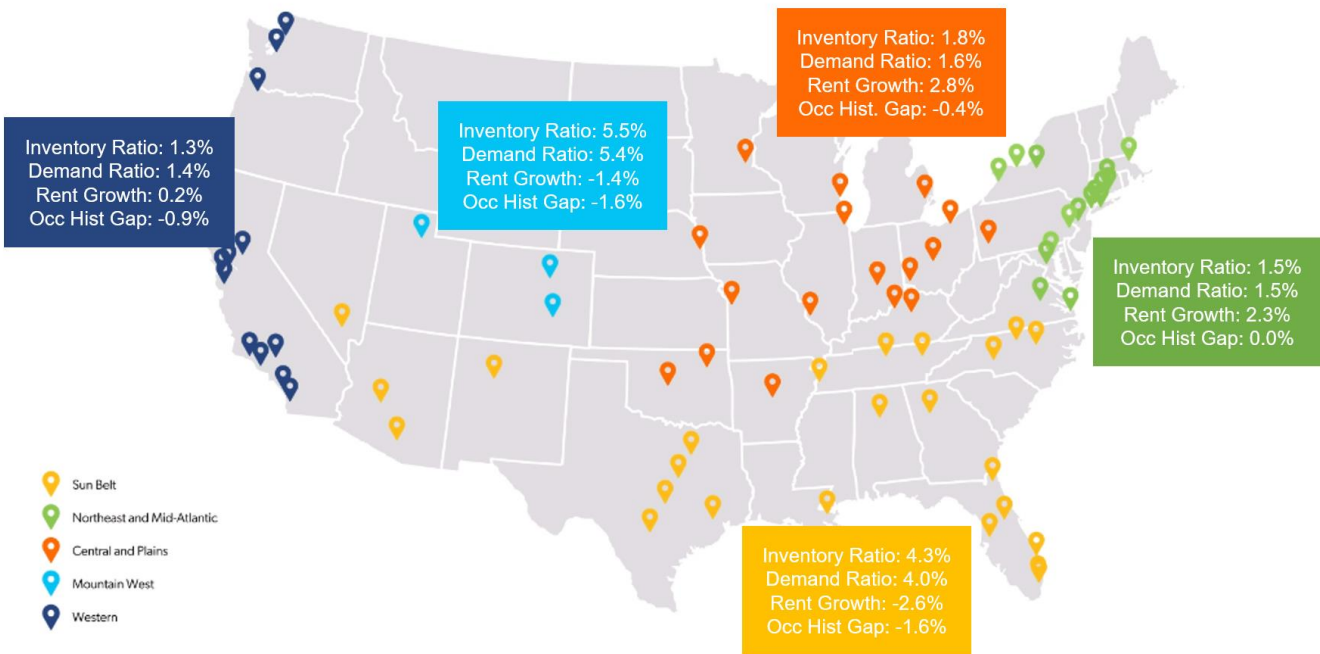 Inventory Ratio: 1.8%
Demand Ratio: 1.6%
Rent Growth: 2.8%
Occ Hist. Gap: -0.4%
Inventory Ratio: 5.5%
Demand Ratio: 5.4%
Rent Growth: -1.4%
Occ Hist Gap: -1.6%
Inventory Ratio: 1.3%
Demand Ratio: 1.4%
Rent Growth: 0.2%
Occ Hist Gap: -0.9%
Inventory Ratio: 1.5%
Demand Ratio: 1.5%
Rent Growth: 2.3%
Occ Hist Gap: 0.0%
Sun Belt
Northeast and Mid-Atlantic
Central and Plains
Mountain West
Western
Inventory Ratio: 4.3%
Demand Ratio: 4.0%
Rent Growth: -2.6%
Occ Hist Gap: -1.6%